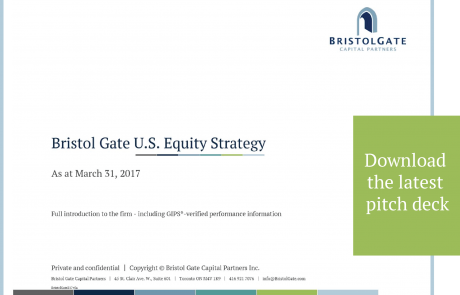 BRISTOLGATE
CAPITAL PARTNERS
Bristol Gate U.S. Equity Strategy
As at March 31, 2017
Download
the latest
pitch deck
Full introduction to the firm - including GIPS®-verified performance information
Private and confidential | Copyright © Bristol Gate Capital Partners Inc.
Bristol Gate Capital Partners | 45 St. Clair Ave. W., Suite 601 | Toronto ON M4V 1K9 | 416.921.7076 | info@BristolGate.com